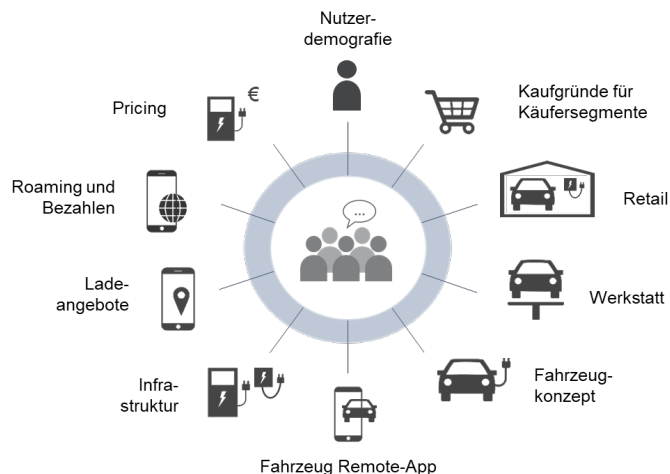 Nutzer-
demografie
Kaufgründe für
Käufersegmente
Retail
Werkstatt
Fahrzeug-
konzept
Fahrzeug Remote-App
Infra-
struktur
Lade-
angebote
Roaming und
Bezahlen
Pricing
€
...